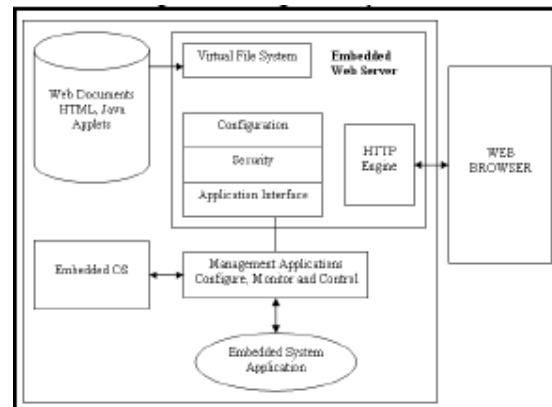 Virtual File System
Embedded
Web Server
Web Documents
HTML, Java
Applets
Configuration
Security
Application Interface
HTTP
Engine
WEB
BROWSER
Embedded OS
Management Applications
Configure, Monitor and Control
Embedded System
Application